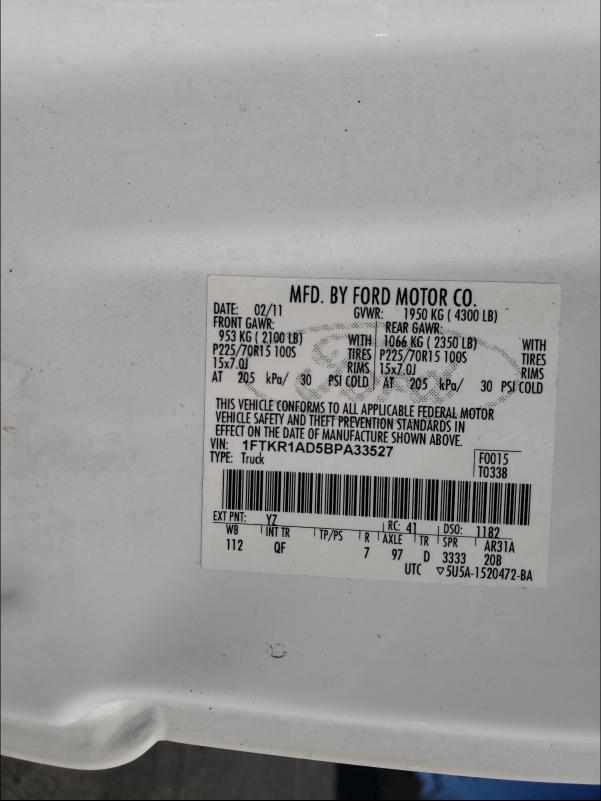 MFD. BY FORD MOTOR CO.
DATE: 02/11 GVWR: 1950 KG ( 4300 LB)
FRONT GAWR: REAR GAWR:
953 KG ( 2100 LB) WITH 1066 KG ( 2350 LB) WITH
P225/70R15 100S TIRES P225/70R15 100S TIRES
15x7.0J RIMS 15x7.0J RIMS
AT 205 kPa/ 30 PSI COLD AT 205 kPa/ 30 PSI COLD
THIS VEHICLE CONFORMS TO ALL APPLICABLE FEDERAL MOTOR
VEHICLE SAFETY AND THEFT PREVENTION STANDARDS IN
EFFECT ON THE DATE OF MANUFACTURE SHOWN ABOVE.
VIN: 1FTKR1AD5BPA33527 F0015
TYPE: Truck T0338
EXT PNT: YZ RC: 41 DSO: 1182
WB INT TR TP/PS R AXLE TR SPR AR31A
112 QF 7 97 D 3333 20B
UTC ▽5U5A-1520472-BA